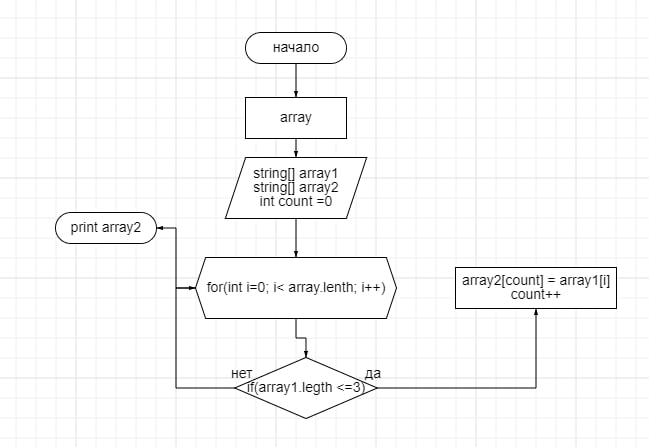 начало
array
string[] array1
string[] array2
int count =0
print array2
for(int i=0; i< array.lenth; i++)
array2[count] = array1[i]
count++
нет
да
if(array1.legth <=3)